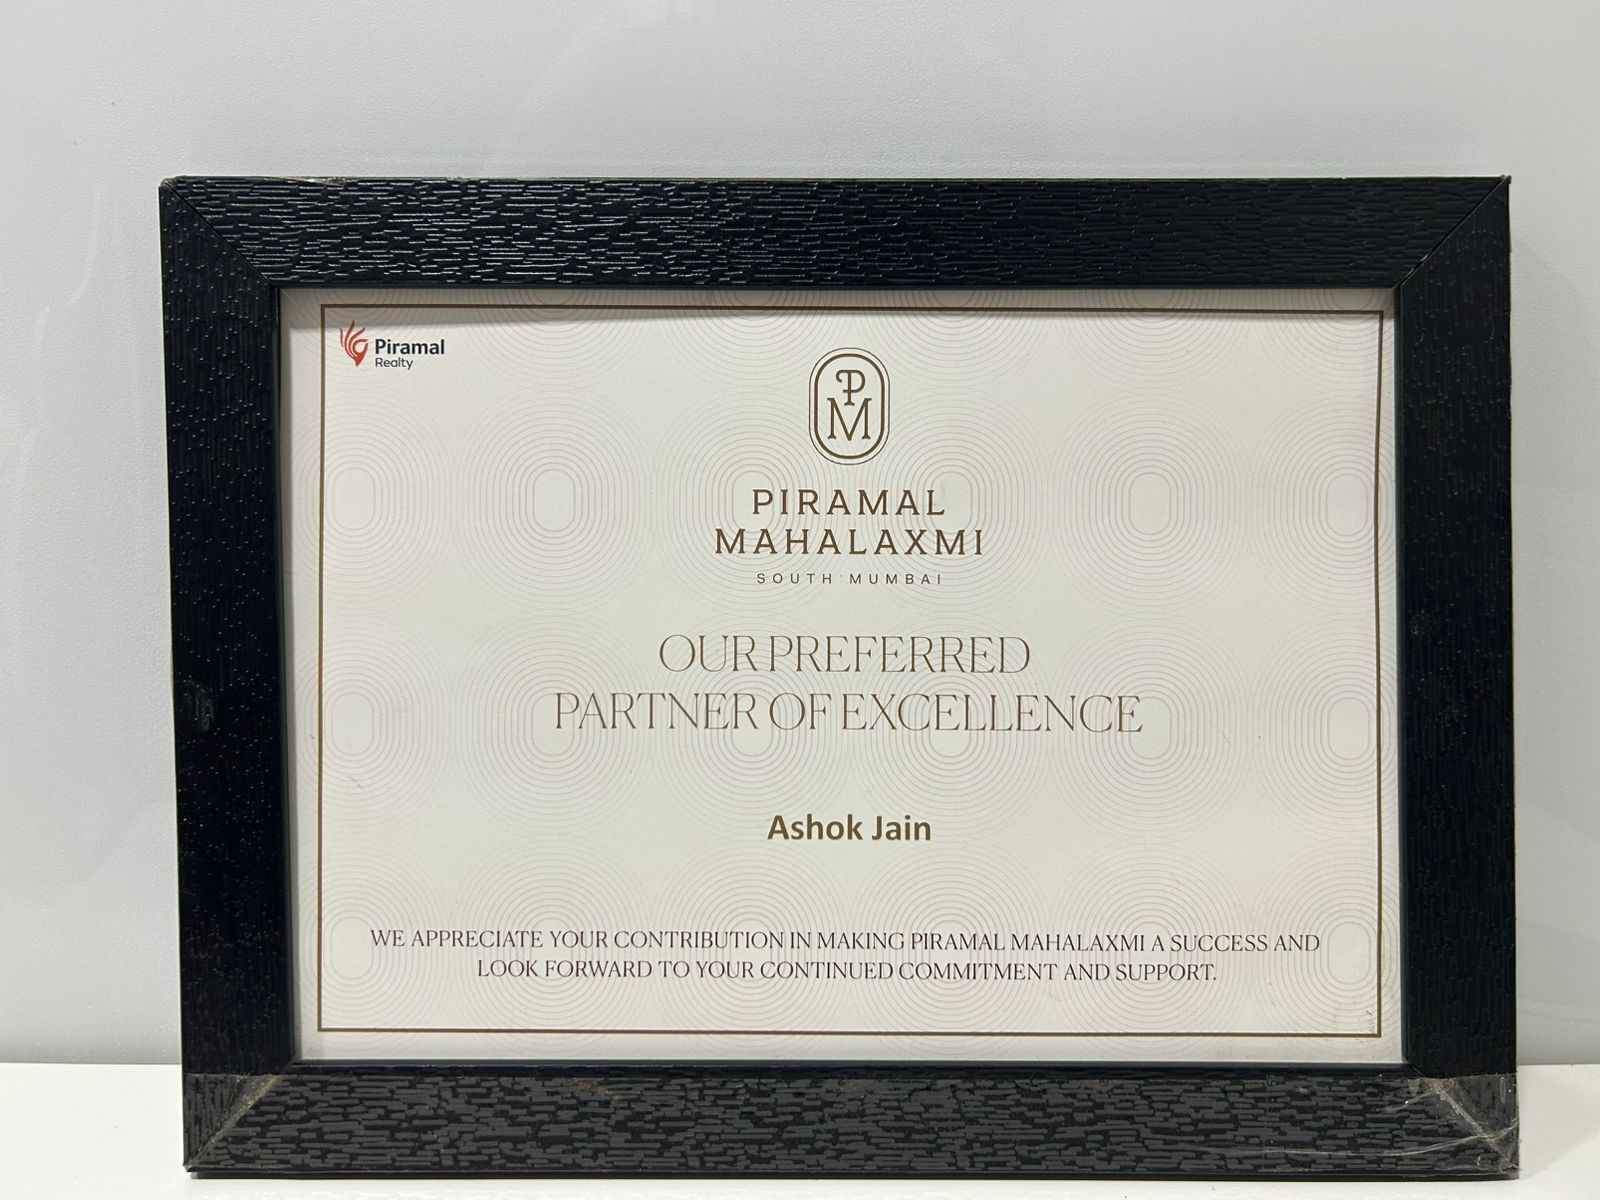 Piramal
Realty
PM
PIRAMAL
MAHALAXMI
SOUTH MUMBAI
OUR PREFERRED
PARTNER OF EXCELLENCE
Ashok Jain
WE APPRECIATE YOUR CONTRIBUTION IN MAKING PIRAMAL MAHALAXMI A SUCCESS AND
LOOK FORWARD TO YOUR CONTINUED COMMITMENT AND SUPPORT.